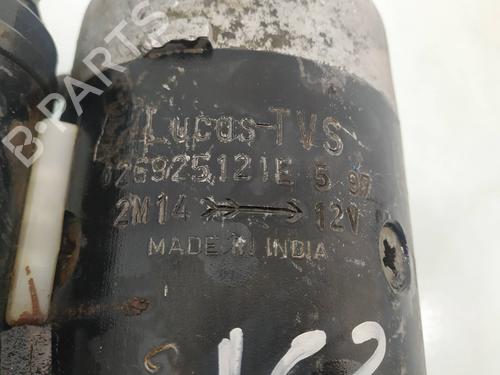 Lucas-TVS
26925121E 5 97
2M14 12V
MADE IN INDIA
B-PARTS